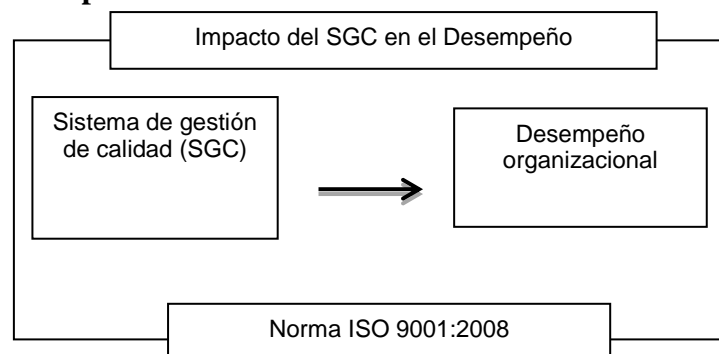 Impacto del SGC en el Desempeño
Sistema de gestión
de calidad (SGC)
Desempeño
organizacional
Norma ISO 9001:2008